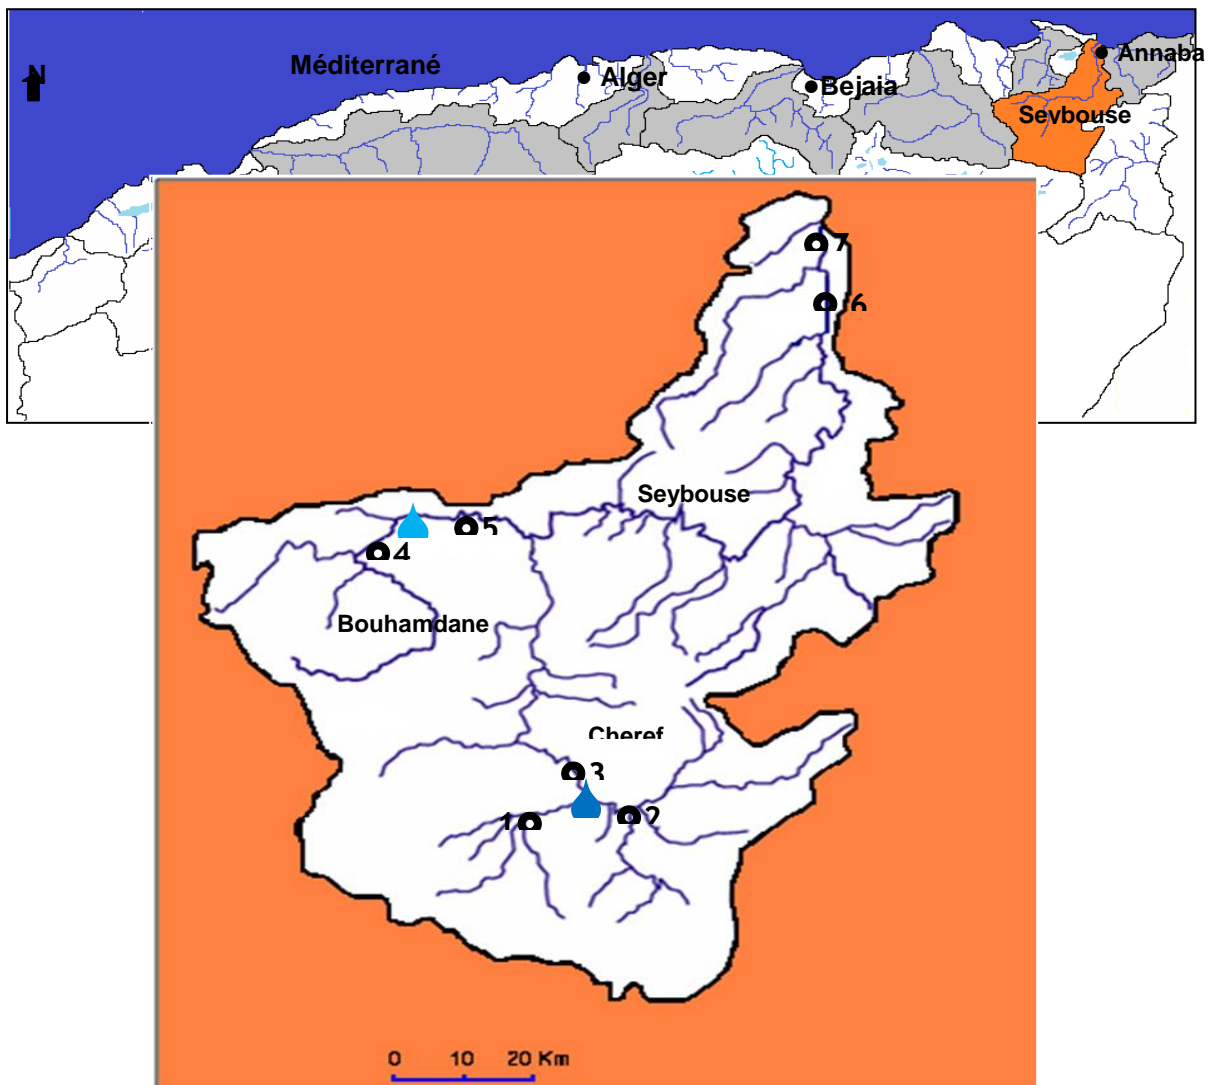 Méditerrané
N
Alger
Bejaia
Annaba
Seybouse
7
6
Seybouse
5
4
Bouhamdane
Cheref
3
1
2
0 10 20 Km